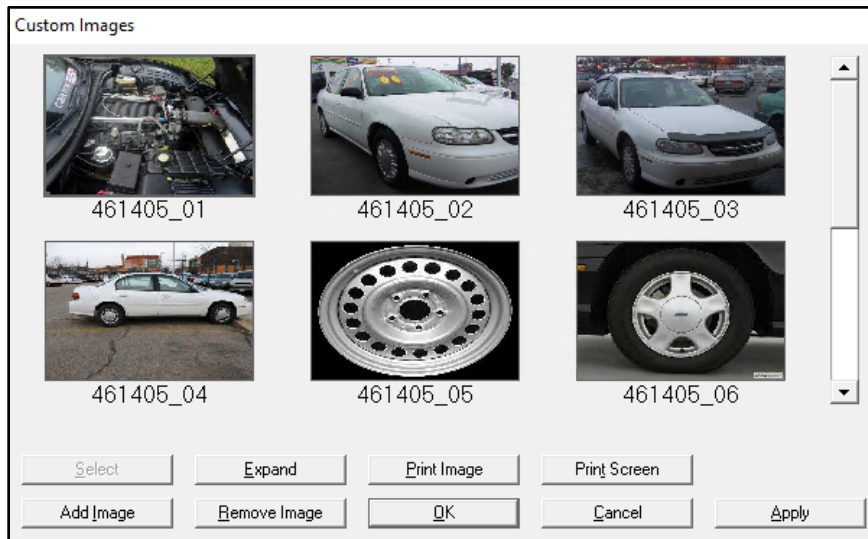 Custom Images
461405_01 461405_02 461405_03
461405_04 461405_05 461405_06
Select Expand Print Image Print Screen
Add Image Remove Image OK Cancel Apply